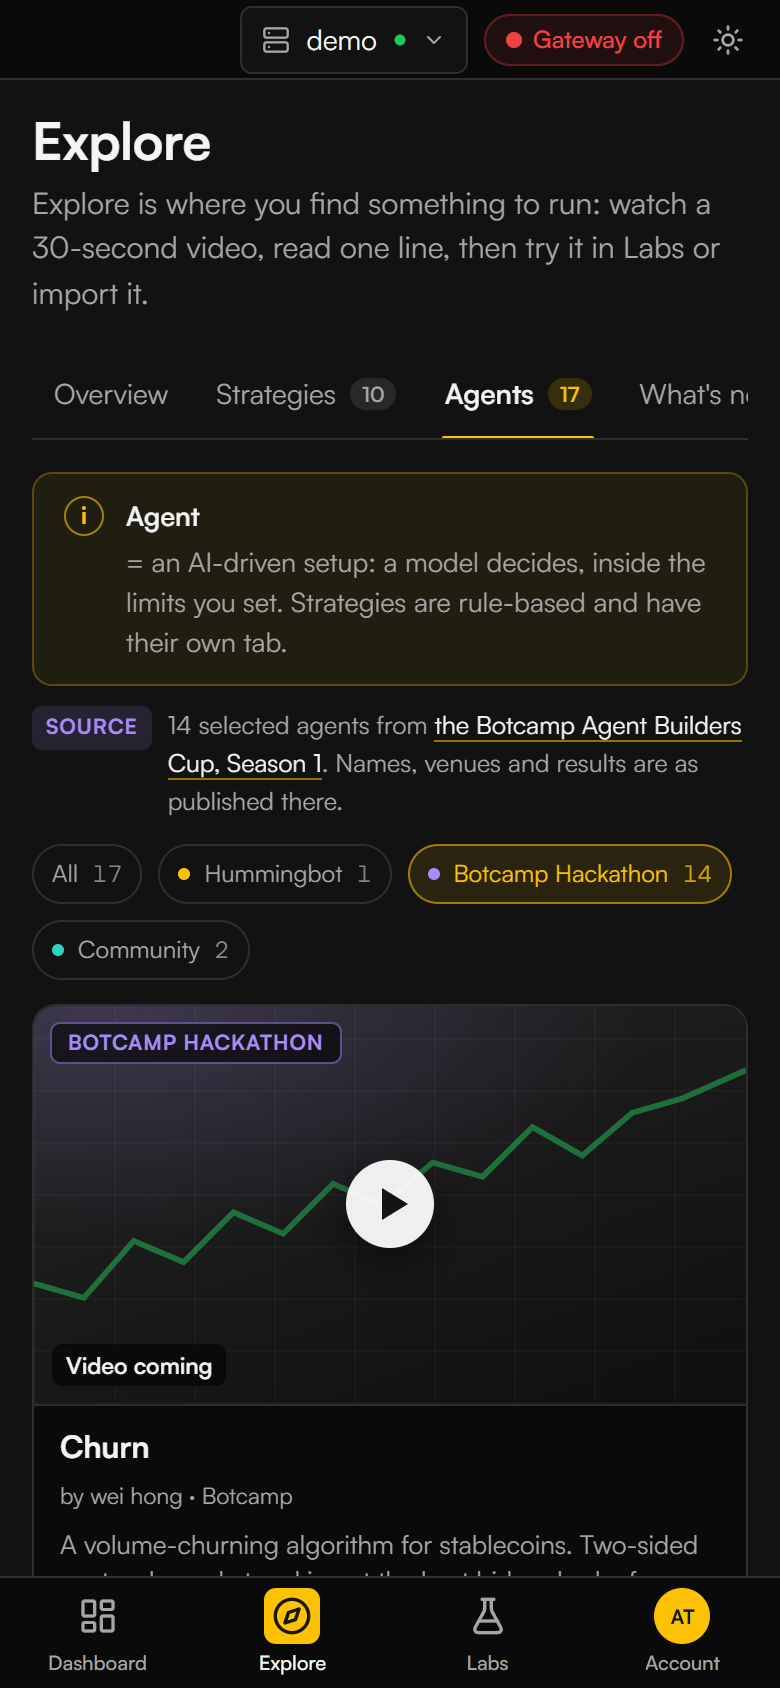 demo
Gateway off
Explore
Explore is where you find something to run: watch a
30-second video, read one line, then try it in Labs or
import it.
Overview
Strategies 10
Agents 17
What's
i
Agent
= an AI-driven setup: a model decides, inside the
limits you set. Strategies are rule-based and have
their own tab.
SOURCE
14 selected agents from the Botcamp Agent Builders
Cup, Season 1. Names, venues and results are as
published there.
All 17
Hummingbot 1
Botcamp Hackathon 14
Community 2
BOTCAMP HACKATHON
Video coming
Churn
by wei hong · Botcamp
A volume-churning algorithm for stablecoins. Two-sided
Dashboard
Explore
Labs
AT
Account